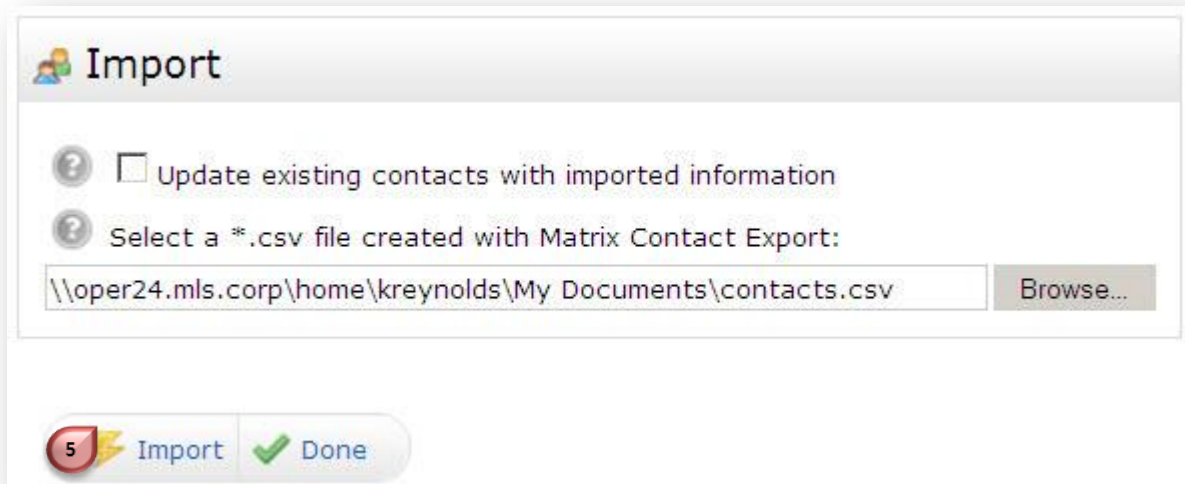 Import
Update existing contacts with imported information
Select a *.csv file created with Matrix Contact Export:
\\oper24.mls.corp\home\kreynolds\My Documents\contacts.csv Browse...
5 Import Done